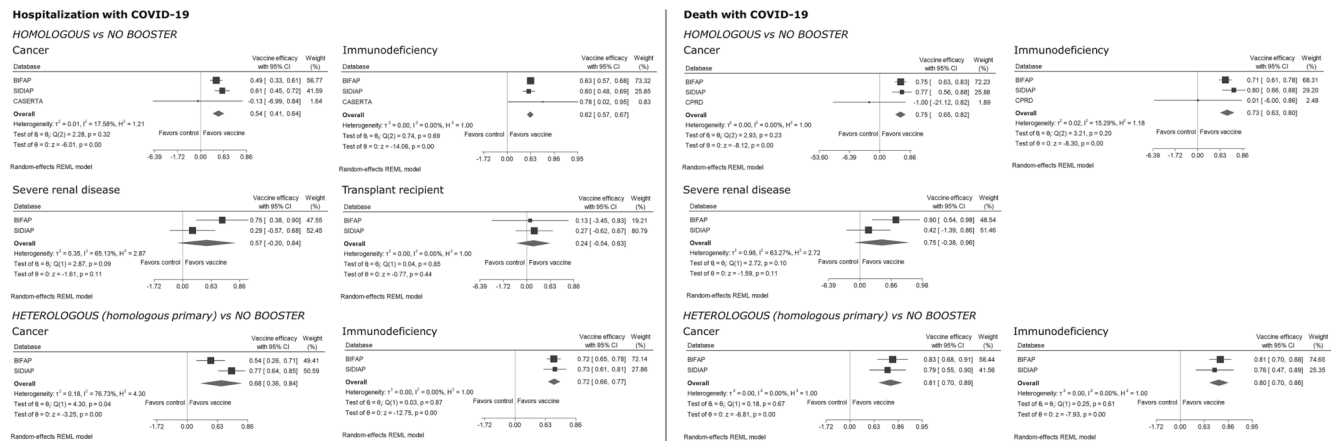 Hospitalization with COVID-19
HOMOLOGOUS vs NO BOOSTER
Cancer
Vaccine efficacy Weight
Database with 95% CI (%)
BIFAP 0.49 [ 0.33, 0.61] 56.77
SIDIAP 0.61 [ 0.45, 0.72] 41.59
CASERTA -0.13 [ -6.99, 0.84] 1.64
Overall 0.54 [ 0.41, 0.64]
Heterogeneity: τ² = 0.01, I² = 17.58%, H² = 1.21
Test of θᵢ = θⱼ: Q(2) = 2.28, p = 0.32
Favors control Favors vaccine
Test of θ = 0: z = -6.01, p = 0.00
-6.39 -1.72 0.00 0.63 0.86
Random-effects REML model
Immunodeficiency
Vaccine efficacy Weight
Database with 95% CI (%)
BIFAP 0.63 [ 0.57, 0.68] 73.32
SIDIAP 0.60 [ 0.48, 0.69] 25.85
CASERTA 0.78 [ 0.02, 0.95] 0.83
Overall 0.62 [ 0.57, 0.67]
Heterogeneity: τ² = 0.00, I² = 0.00%, H² = 1.00
Test of θᵢ = θⱼ: Q(2) = 0.74, p = 0.69
Favors control Favors vaccine
Test of θ = 0: z = -14.06, p = 0.00
-1.72 0.00 0.63 0.86 0.95
Random-effects REML model
Severe renal disease
Vaccine efficacy Weight
Database with 95% CI (%)
BIFAP 0.75 [ 0.38, 0.90] 47.55
SIDIAP 0.29 [ -0.57, 0.68] 52.45
Overall 0.57 [ -0.20, 0.84]
Heterogeneity: τ² = 0.35, I² = 65.13%, H² = 2.87
Test of θᵢ = θⱼ: Q(1) = 2.87, p = 0.09
Favors control Favors vaccine
Test of θ = 0: z = -1.61, p = 0.11
-1.72 0.00 0.63 0.86
Random-effects REML model
Transplant recipient
Vaccine efficacy Weight
Database with 95% CI (%)
BIFAP 0.13 [ -3.45, 0.83] 19.21
SIDIAP 0.27 [ -0.62, 0.67] 80.79
Overall 0.24 [ -0.54, 0.63]
Heterogeneity: τ² = 0.00, I² = 0.00%, H² = 1.00
Test of θᵢ = θⱼ: Q(1) = 0.04, p = 0.85
Favors control Favors vaccine
Test of θ = 0: z = -0.77, p = 0.44
-1.72 0.00 0.63 0.86
Random-effects REML model
HETEROLOGOUS (homologous primary) vs NO BOOSTER
Cancer
Vaccine efficacy Weight
Database with 95% CI (%)
BIFAP 0.54 [ 0.26, 0.71] 49.41
SIDIAP 0.77 [ 0.64, 0.85] 50.59
Overall 0.68 [ 0.36, 0.84]
Heterogeneity: τ² = 0.18, I² = 76.73%, H² = 4.30
Test of θᵢ = θⱼ: Q(1) = 4.30, p = 0.04
Favors control Favors vaccine
Test of θ = 0: z = -3.25, p = 0.00
-1.72 0.00 0.63 0.86
Random-effects REML model
Immunodeficiency
Vaccine efficacy Weight
Database with 95% CI (%)
BIFAP 0.72 [ 0.65, 0.78] 72.14
SIDIAP 0.73 [ 0.61, 0.81] 27.86
Overall 0.72 [ 0.66, 0.77]
Heterogeneity: τ² = 0.00, I² = 0.00%, H² = 1.00
Test of θᵢ = θⱼ: Q(1) = 0.03, p = 0.87
Favors control Favors vaccine
Test of θ = 0: z = -12.75, p = 0.00
-1.72 0.00 0.63 0.86
Random-effects REML model
Death with COVID-19
HOMOLOGOUS vs NO BOOSTER
Cancer
Vaccine efficacy Weight
Database with 95% CI (%)
BIFAP 0.75 [ 0.63, 0.83] 72.23
SIDIAP 0.77 [ 0.56, 0.88] 25.88
CPRD -1.00 [ -21.12, 0.82] 1.89
Overall 0.75 [ 0.65, 0.82]
Heterogeneity: τ² = 0.00, I² = 0.00%, H² = 1.00
Test of θᵢ = θⱼ: Q(2) = 2.93, p = 0.23
Favors control Favors vaccine
Test of θ = 0: z = -8.12, p = 0.00
-53.60 -6.39 0.00 0.86
Random-effects REML model
Immunodeficiency
Vaccine efficacy Weight
Database with 95% CI (%)
BIFAP 0.71 [ 0.61, 0.78] 68.31
SIDIAP 0.80 [ 0.66, 0.88] 29.20
CPRD 0.01 [ -6.00, 0.86] 2.48
Overall 0.73 [ 0.63, 0.80]
Heterogeneity: τ² = 0.02, I² = 15.29%, H² = 1.18
Test of θᵢ = θⱼ: Q(2) = 3.21, p = 0.20
Favors control Favors vaccine
Test of θ = 0: z = -8.30, p = 0.00
-6.39 -1.72 0.00 0.63 0.86
Random-effects REML model
Severe renal disease
Vaccine efficacy Weight
Database with 95% CI (%)
BIFAP 0.90 [ 0.54, 0.98] 48.54
SIDIAP 0.42 [ -1.39, 0.86] 51.46
Overall 0.75 [ -0.38, 0.96]
Heterogeneity: τ² = 0.98, I² = 63.27%, H² = 2.72
Test of θᵢ = θⱼ: Q(1) = 2.72, p = 0.10
Favors control Favors vaccine
Test of θ = 0: z = -1.59, p = 0.11
-6.39 0.00 0.86 0.98
Random-effects REML model
HETEROLOGOUS (homologous primary) vs NO BOOSTER
Cancer
Vaccine efficacy Weight
Database with 95% CI (%)
BIFAP 0.83 [ 0.68, 0.91] 58.44
SIDIAP 0.79 [ 0.55, 0.90] 41.56
Overall 0.81 [ 0.70, 0.89]
Heterogeneity: τ² = 0.00, I² = 0.00%, H² = 1.00
Test of θᵢ = θⱼ: Q(1) = 0.18, p = 0.67
Favors control Favors vaccine
Test of θ = 0: z = -6.81, p = 0.00
-1.72 0.00 0.63 0.86
Random-effects REML model
Immunodeficiency
Vaccine efficacy Weight
Database with 95% CI (%)
BIFAP 0.81 [ 0.70, 0.88] 74.65
SIDIAP 0.76 [ 0.47, 0.89] 25.35
Overall 0.80 [ 0.70, 0.86]
Heterogeneity: τ² = 0.00, I² = 0.00%, H² = 1.00
Test of θᵢ = θⱼ: Q(1) = 0.25, p = 0.61
Favors control Favors vaccine
Test of θ = 0: z = -7.93, p = 0.00
-1.72 0.00 0.63 0.86
Random-effects REML model